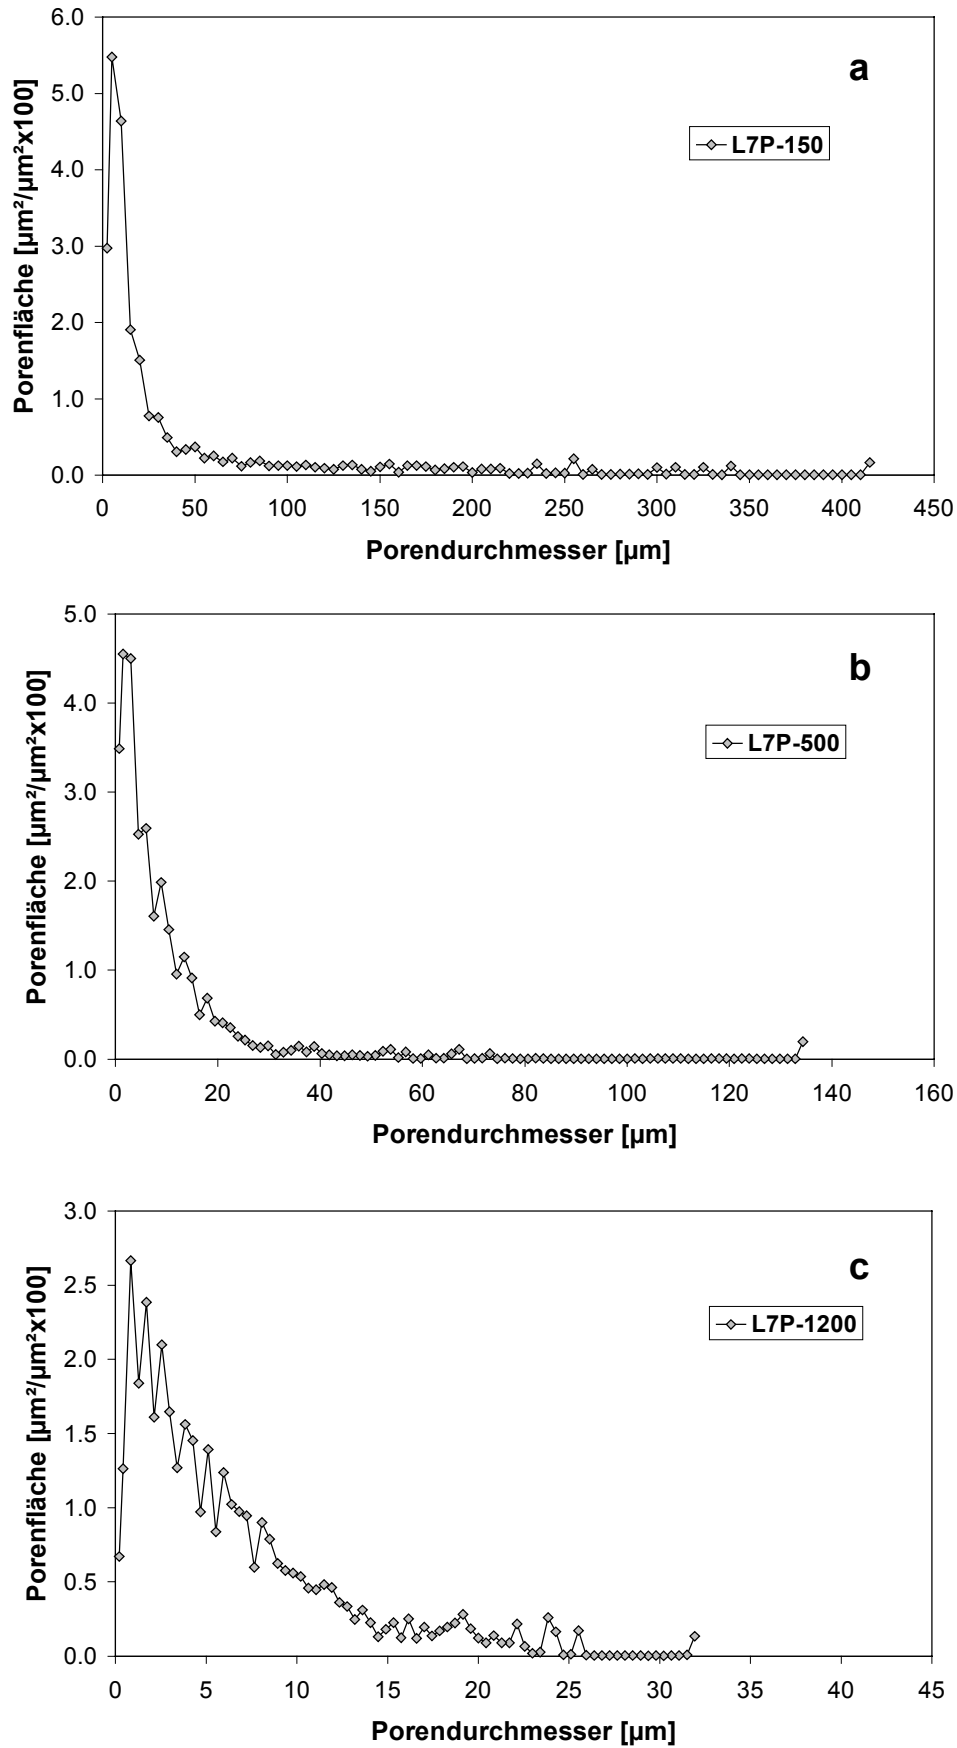 6.0
5.0
4.0
3.0
2.0
1.0
0.0
Porenfläche [µm²/µm²x100]
a
L7P-150
0 50 100 150 200 250 300 350 400 450
Porendurchmesser [µm]
5.0
4.0
3.0
2.0
1.0
0.0
Porenfläche [µm²/µm²x100]
b
L7P-500
0 20 40 60 80 100 120 140 160
Porendurchmesser [µm]
3.0
2.5
2.0
1.5
1.0
0.5
0.0
Porenfläche [µm²/µm²x100]
c
L7P-1200
0 5 10 15 20 25 30 35 40 45
Porendurchmesser [µm]